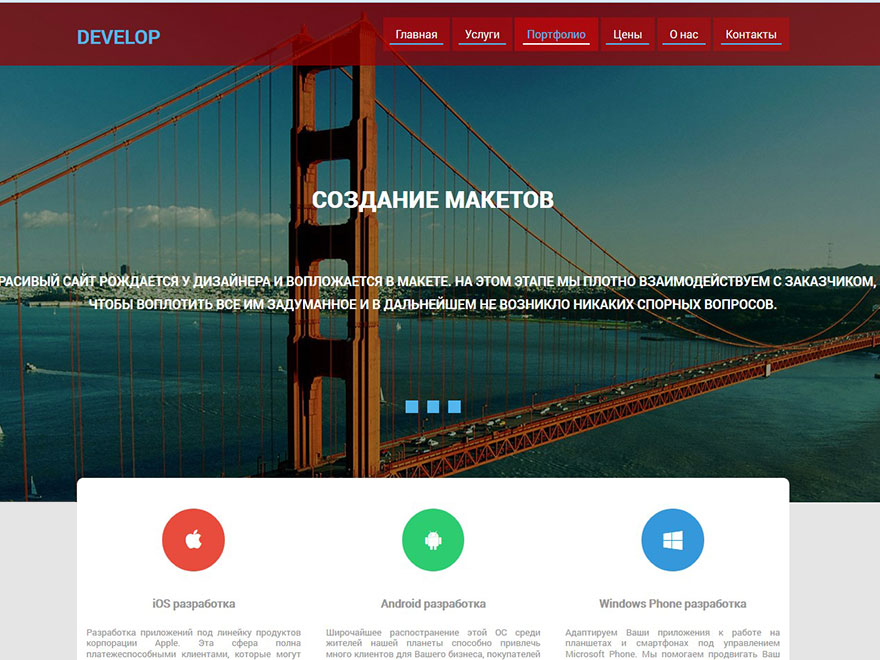 DEVELOP
Главная Услуги Портфолио Цены О нас Контакты
СОЗДАНИЕ МАКЕТОВ
РАСИВЫЙ САЙТ РОЖДАЕТСЯ У ДИЗАЙНЕРА И ВОПЛОЖАЕТСЯ В МАКЕТЕ. НА ЭТОМ ЭТАПЕ МЫ ПЛОТНО ВЗАИМОДЕЙСТВУЕМ С ЗАКАЗЧИКОМ,
ЧТОБЫ ВОПЛОТИТЬ ВСЕ ИМ ЗАДУМАННОЕ И В ДАЛЬНЕЙШЕМ НЕ ВОЗНИКЛО НИКАКИХ СПОРНЫХ ВОПРОСОВ.
iOS разработка
Разработка приложений под линейку продуктов
корпорации Apple. Эта сфера полна
платежеспособными клиентами, которые могут
Android разработка
Широчайшее распостранение этой ОС среди
жителей нашей планеты способно привлечь
много клиентов для Вашего бизнеса, покупателей
Windows Phone разработка
Адаптируем Ваши приложения к работе на
планшетах и смартфонах под управлением
Microsoft Phone. Мы помогаем продвигать Ваш